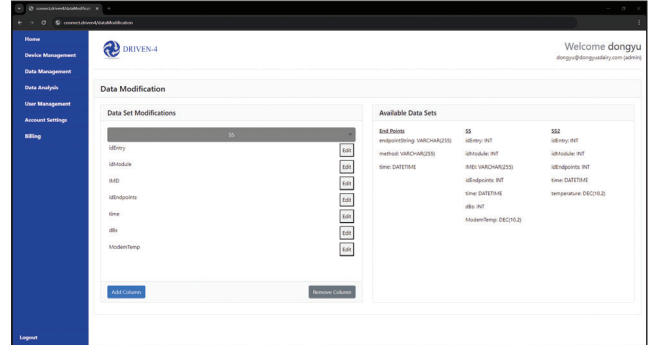 connect.driven4/dataModificati
connect.driven4/dataModification
Home
Device Management
Data Management
Data Analysis
User Management
Account Settings
Billing
Logout
DRIVEN-4
Welcome dongyu
dongyu@dongyusdairy.com (admin)
Data Modification
Data Set Modifications
SS
idEntry Edit
idModule Edit
IMEI Edit
idEndpoints Edit
time Edit
dBs Edit
ModemTemp Edit
Add Column Remove Column
Available Data Sets
End Points
endpointString: VARCHAR(255)
method: VARCHAR(255)
time: DATETIME
SS
idEntry: INT
idModule: INT
IMEI: VARCHAR(255)
idEndpoints: INT
time: DATETIME
dBs: INT
ModemTemp: DEC(10,2)
SS2
idEntry: INT
idModule: INT
idEndpoints: INT
time: DATETIME
temperature: DEC(10,2)